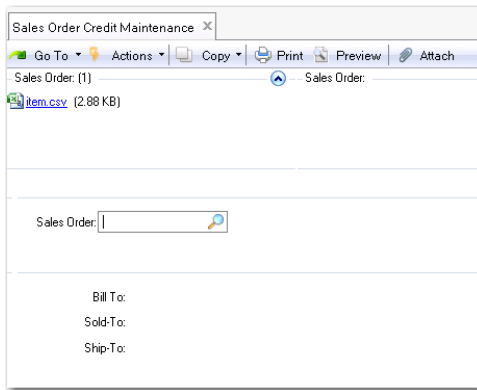 Sales Order Credit Maintenance X
Go To Actions Copy Print Preview Attach
Sales Order: (1) Sales Order:
item.csv (2.88 KB)
Sales Order:
Bill To:
Sold-To:
Ship-To: